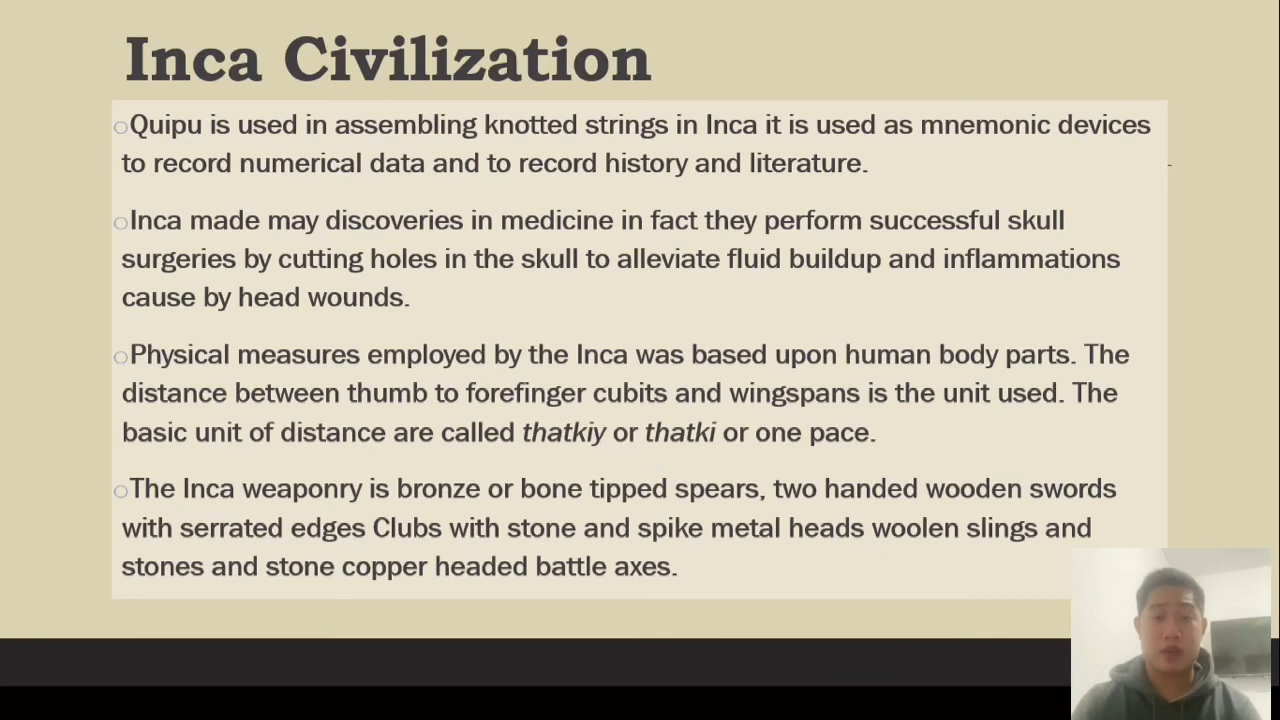 Inca Civilization
Quipu is used in assembling knotted strings in Inca it is used as mnemonic devices
to record numerical data and to record history and literature.
Inca made may discoveries in medicine in fact they perform successful skull
surgeries by cutting holes in the skull to alleviate fluid buildup and inflammations
cause by head wounds.
Physical measures employed by the Inca was based upon human body parts. The
distance between thumb to forefinger cubits and wingspans is the unit used. The
basic unit of distance are called thatkiy or thatki or one pace.
The Inca weaponry is bronze or bone tipped spears, two handed wooden swords
with serrated edges Clubs with stone and spike metal heads woolen slings and
stones and stone copper headed battle axes.